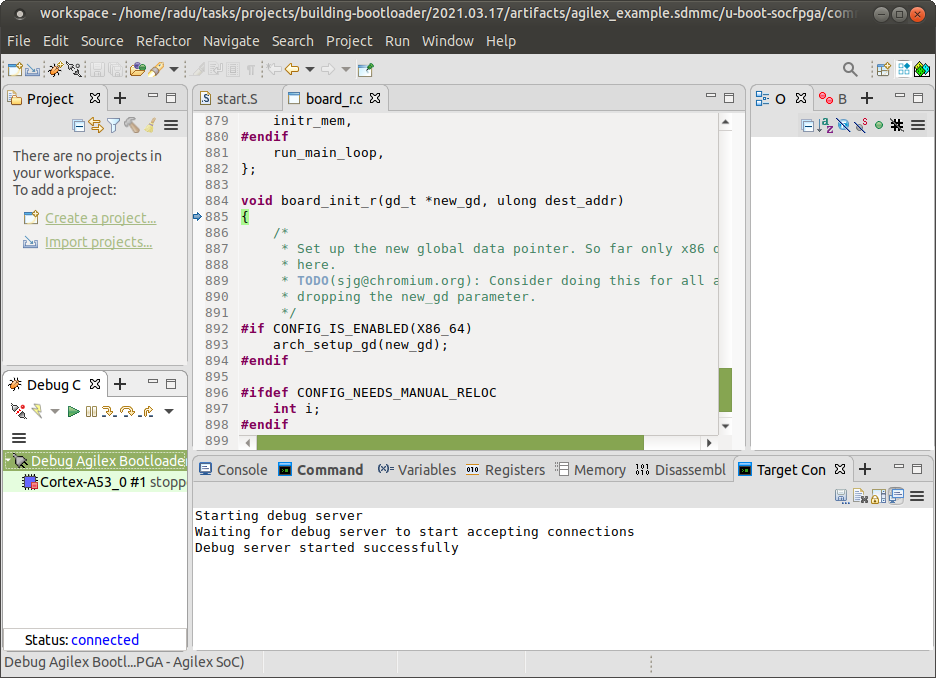 workspace - /home/radu/tasks/projects/building-bootloader/2021.03.17/artifacts/agilex_example.sdmmc/u-boot-socfpga/com
File Edit Source Refactor Navigate Search Project Run Window Help
Project
There are no projects in
your workspace.
To add a project:
Create a project...
Import projects...
start.S board_r.c
879 initr_mem,
880 #endif
881 run_main_loop,
882 };
883
884 void board_init_r(gd_t *new_gd, ulong dest_addr)
885 {
886 /*
887 * Set up the new global data pointer. So far only x86 d
888 * here.
889 * TODO(sjg@chromium.org): Consider doing this for all a
890 * dropping the new_gd parameter.
891 */
892 #if CONFIG_IS_ENABLED(X86_64)
893 arch_setup_gd(new_gd);
894 #endif
895
896 #ifdef CONFIG_NEEDS_MANUAL_RELOC
897 int i;
898 #endif
899
O B
Debug C
Debug Agilex Bootloade
Cortex-A53_0 #1 stopp
Status: connected
Console Command (x)= Variables Registers Memory Disassembl Target Con
Starting debug server
Waiting for debug server to start accepting connections
Debug server started successfully
Debug Agilex Bootl...PGA - Agilex SoC)